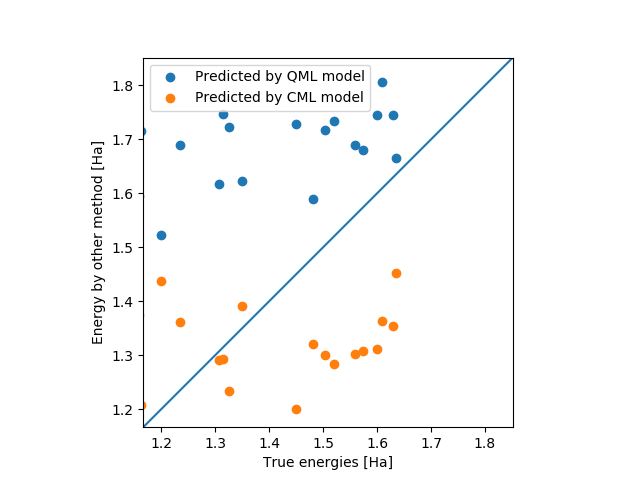 Predicted by QML model
Predicted by CML model
Energy by other method [Ha]
1.8
1.7
1.6
1.5
1.4
1.3
1.2
1.2 1.3 1.4 1.5 1.6 1.7 1.8
True energies [Ha]